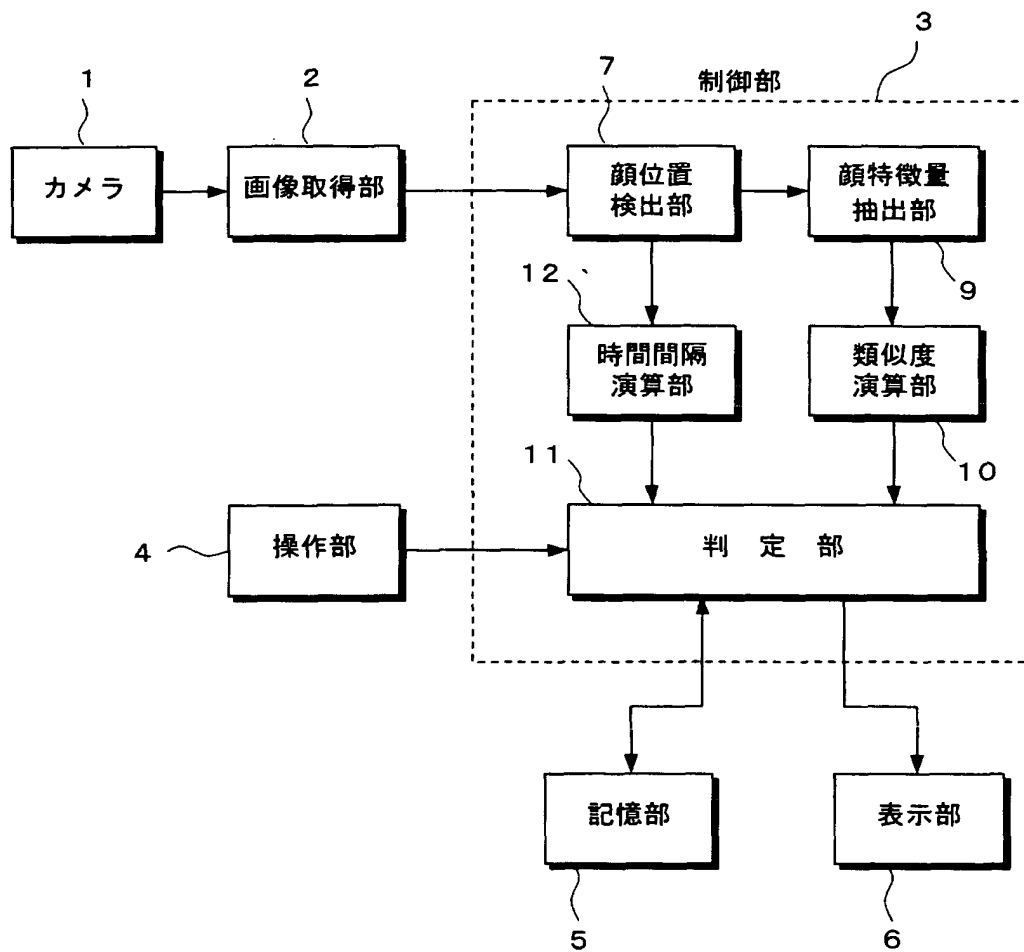 3
制御部
1
2
7
カメラ
画像取得部
顔位置
検出部
顔特徴量
抽出部
12
9
時間間隔
演算部
類似度
演算部
11
10
4
操作部
判 定 部
記憶部
表示部
5
6